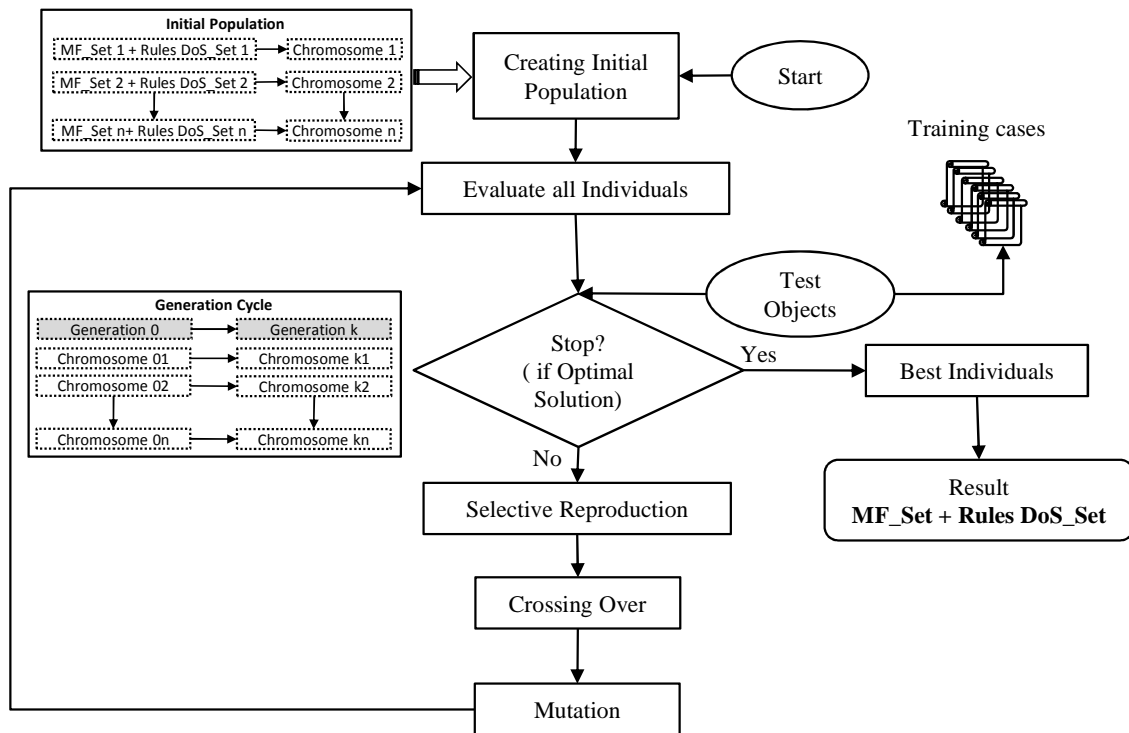 Initial Population
MF_Set 1 + Rules DoS_Set 1
Chromosome 1
MF_Set 2 + Rules DoS_Set 2
Chromosome 2
MF_Set n+ Rules DoS_Set n
Chromosome n
Creating Initial
Population
Start
Training cases
Evaluate all Individuals
Test
Objects
Generation Cycle
Generation 0
Generation k
Chromosome 01
Chromosome k1
Chromosome 02
Chromosome k2
Chromosome 0n
Chromosome kn
Stop?
( if Optimal
Solution)
Yes
Best Individuals
No
Result
MF_Set + Rules DoS_Set
Selective Reproduction
Crossing Over
Mutation